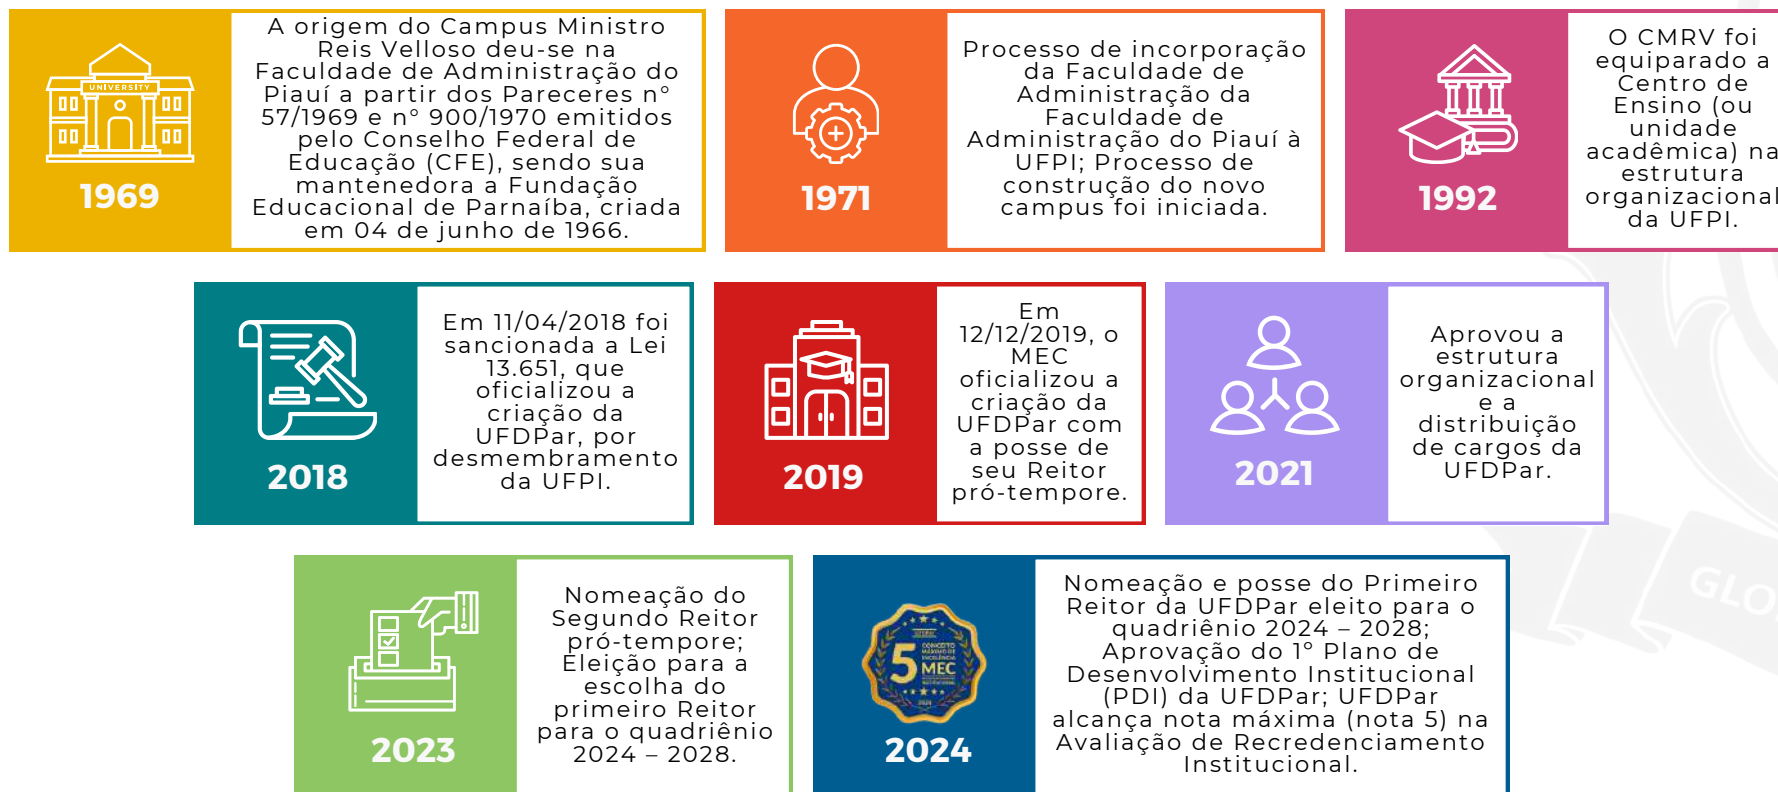 UNIVERSITY
1969
A origem do Campus Ministro
Reis Velloso deu-se na
Faculdade de Administração do
Piauí a partir dos Pareceres n°
57/1969 e n° 900/1970 emitidos
pelo Conselho Federal de
Educação (CFE), sendo sua
mantenedora a Fundação
Educacional de Parnaíba, criada
em 04 de junho de 1966.
1971
Processo de incorporação
da Faculdade de
Administração da
Faculdade de
Administração do Piauí à
UFPI; Processo de
construção do novo
campus foi iniciada.
1992
O CMRV foi
equiparado a
Centro de
Ensino (ou
unidade
acadêmica) na
estrutura
organizacional
da UFPI.
2018
Em 11/04/2018 foi
sancionada a Lei
13.651, que
oficializou a
criação da
UFDPar, por
desmembramento
da UFPI.
2019
Em
12/12/2019, o
MEC
oficializou a
criação da
UFDPar com
a posse de
seu Reitor
pró-tempore.
2021
Aprovou a
estrutura
organizacional
e a
distribuição
de cargos da
UFDPar.
2023
Nomeação do
Segundo Reitor
pró-tempore;
Eleição para a
escolha do
primeiro Reitor
para o quadriênio
2024 – 2028.
5
CONCEITO
MÁXIMO DE
EXCELÊNCIA
MEC
2024
2024
Nomeação e posse do Primeiro
Reitor da UFDPar eleito para o
quadriênio 2024 – 2028;
Aprovação do 1º Plano de
Desenvolvimento Institucional
(PDI) da UFDPar; UFDPar
alcança nota máxima (nota 5) na
Avaliação de Recredenciamento
Institucional.
GLO